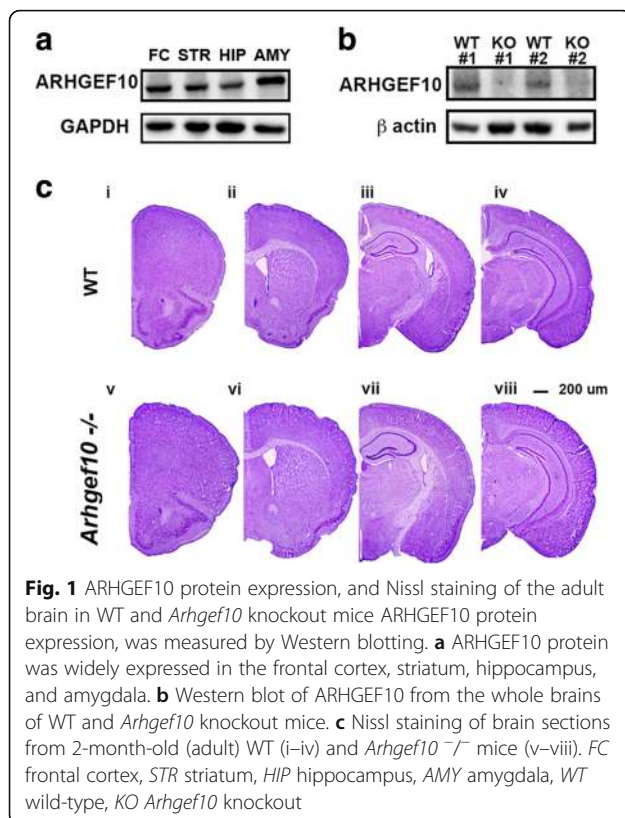 a
FC STR HIP AMY
ARHGEF10
GAPDH
b
WT KO WT KO
#1 #1 #2 #2
ARHGEF10
β actin
c
i ii iii iv
WT
v vi vii viii 200 um
Arhgef10 -/-
Fig. 1 ARHGEF10 protein expression, and Nissl staining of the adult
brain in WT and Arhgef10 knockout mice ARHGEF10 protein
expression, was measured by Western blotting. a ARHGEF10 protein
was widely expressed in the frontal cortex, striatum, hippocampus,
and amygdala. b Western blot of ARHGEF10 from the whole brains
of WT and Arhgef10 knockout mice. c Nissl staining of brain sections
from 2-month-old (adult) WT (i–iv) and Arhgef10 ⁻/⁻ mice (v–viii). FC
frontal cortex, STR striatum, HIP hippocampus, AMY amygdala, WT
wild-type, KO Arhgef10 knockout